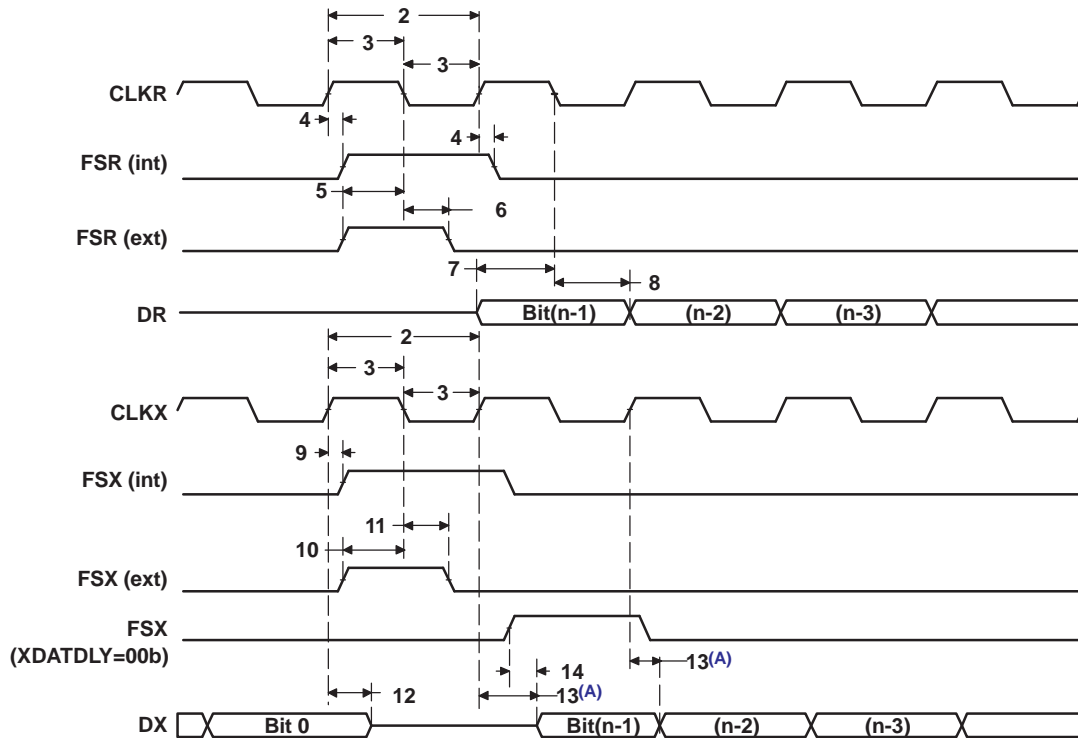 2
3
3
CLKR
4
4
FSR (int)
5
6
FSR (ext)
7
8
DR
Bit(n-1)
(n-2)
(n-3)
2
3
3
CLKX
9
FSX (int)
11
10
FSX (ext)
FSX
(XDATDLY=00b)
14
13(A)
12
13(A)
DX
Bit 0
Bit(n-1)
(n-2)
(n-3)